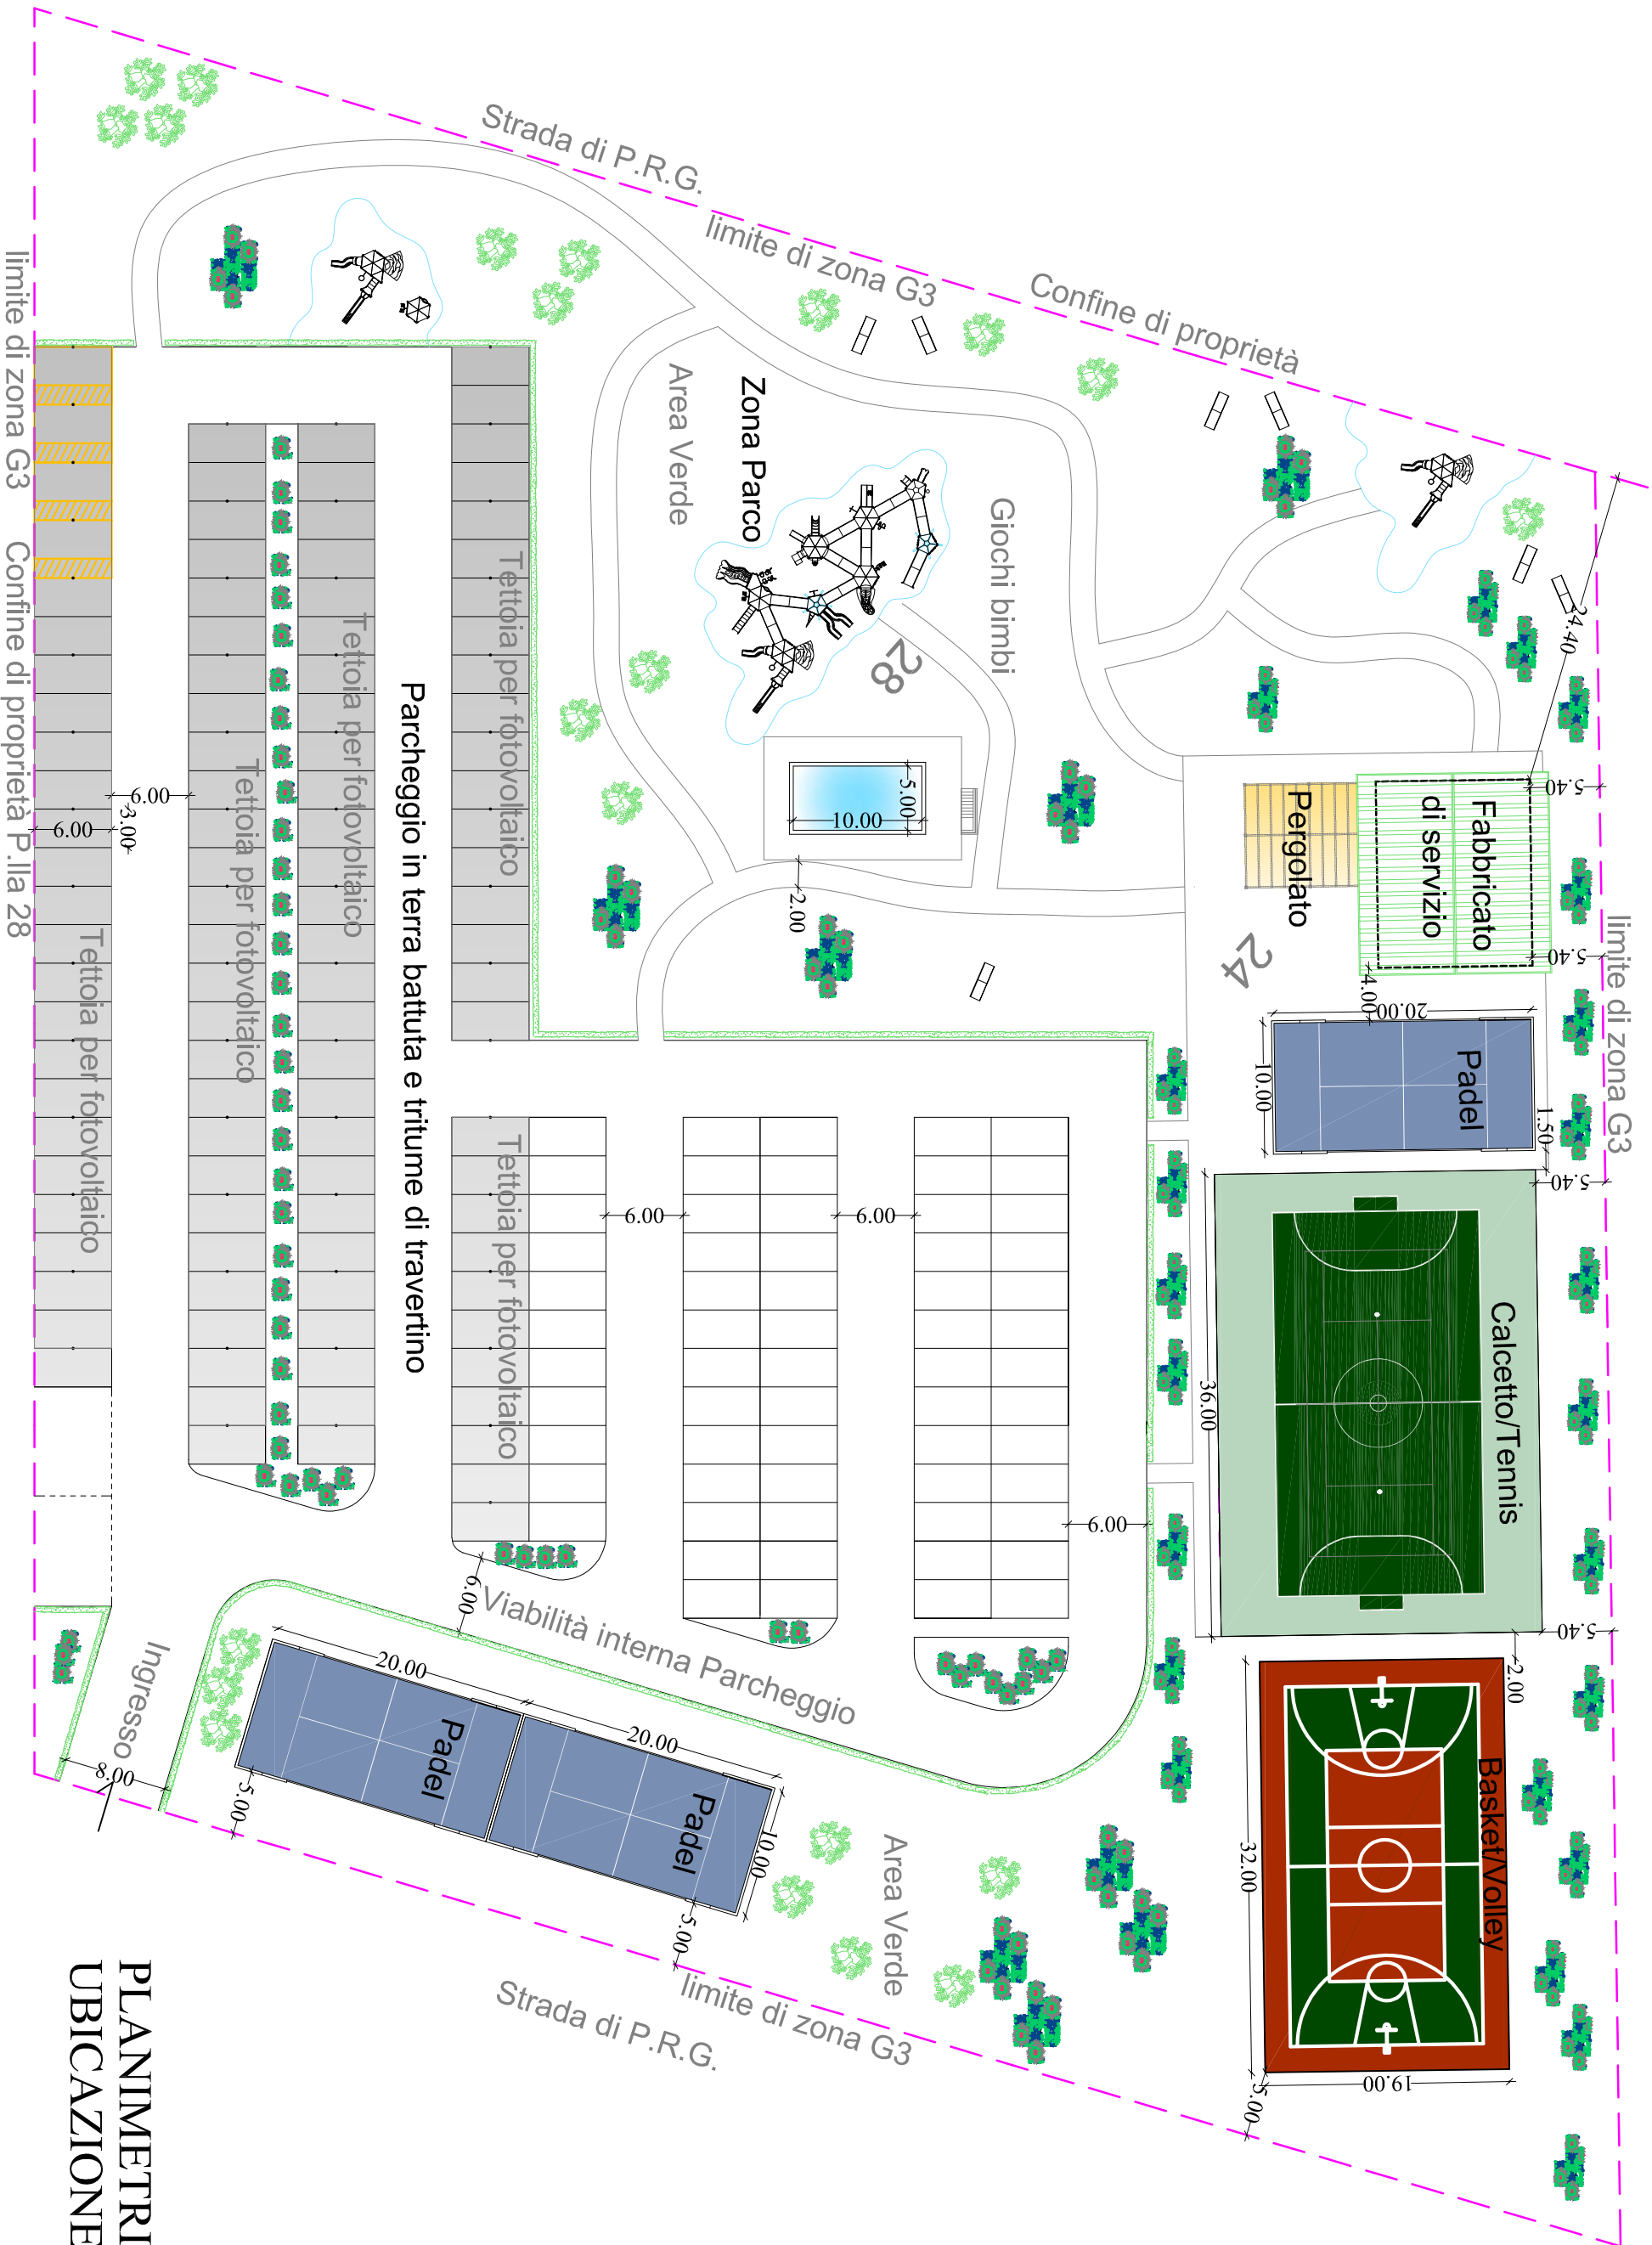 Strada di P.R.G.
limite di zona G3
Confine di proprietà
24.40
limite di zona G3
Confine di proprietà P.lla 28
Area Verde
Zona Parco
Giochi bimbi
28
5.00
10.00
2.00
Pergolato
Fabbricato
di servizio
24
5.40
5.40
4.00
limite di zona G3
20.00
Padel
10.00
1.50
5.40
Calcetto/Tennis
36.00
5.40
2.00
Basket/Volley
32.00
19.00
5.00
Tettoia per fotovoltaico
Tettoia per fotovoltaico
Tettoia per fotovoltaico
Tettoia per fotovoltaico
Tettoia per fotovoltaico
Parcheggio in terra battuta e tritume di travertino
6.00
3.00
6.00
6.00
6.00
6.00
6.00
Viabilità interna Parcheggio
Ingresso
8.00
20.00
20.00
Padel
Padel
10.00
5.00
5.00
Area Verde
limite di zona G3
Strada di P.R.G.
PLANIMETRI
UBICAZIONE